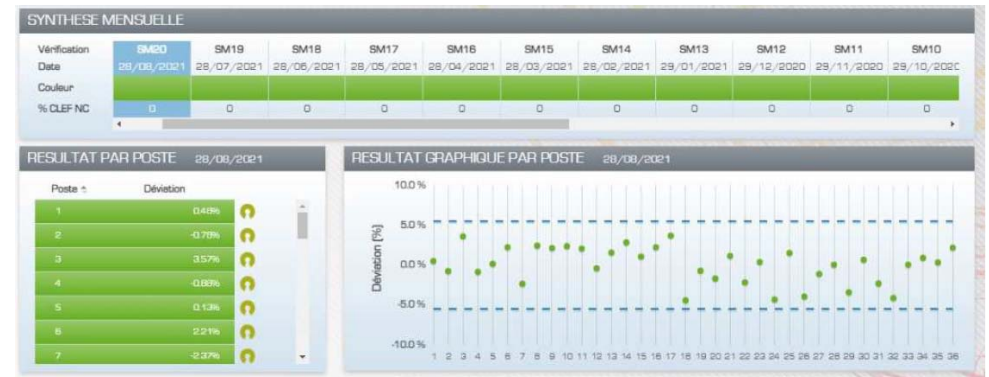 SYNTHESE MENSUELLE
Vérification SM20 SM19 SM18 SM17 SM16 SM15 SM14 SM13 SM12 SM11 SM10
Date 28/08/2021 28/07/2021 28/06/2021 28/05/2021 28/04/2021 28/03/2021 28/02/2021 29/01/2021 29/12/2020 29/11/2020 29/10/2020
Couleur
% CLEF NC 0 0 0 0 0 0 0 0 0 0 0
RESULTAT PAR POSTE 28/08/2021
Poste Déviation
1 0.48%
2 -0.78%
3 3.57%
4 -0.88%
5 0.13%
6 2.21%
7 -2.37%
RESULTAT GRAPHIQUE PAR POSTE 28/08/2021
Déviation [%]
10.0 %
5.0 %
0.0 %
-5.0 %
-10.0 %
1 2 3 4 5 6 7 8 9 10 11 12 13 14 15 16 17 18 19 20 21 22 23 24 25 26 27 28 29 30 31 32 33 34 35 36